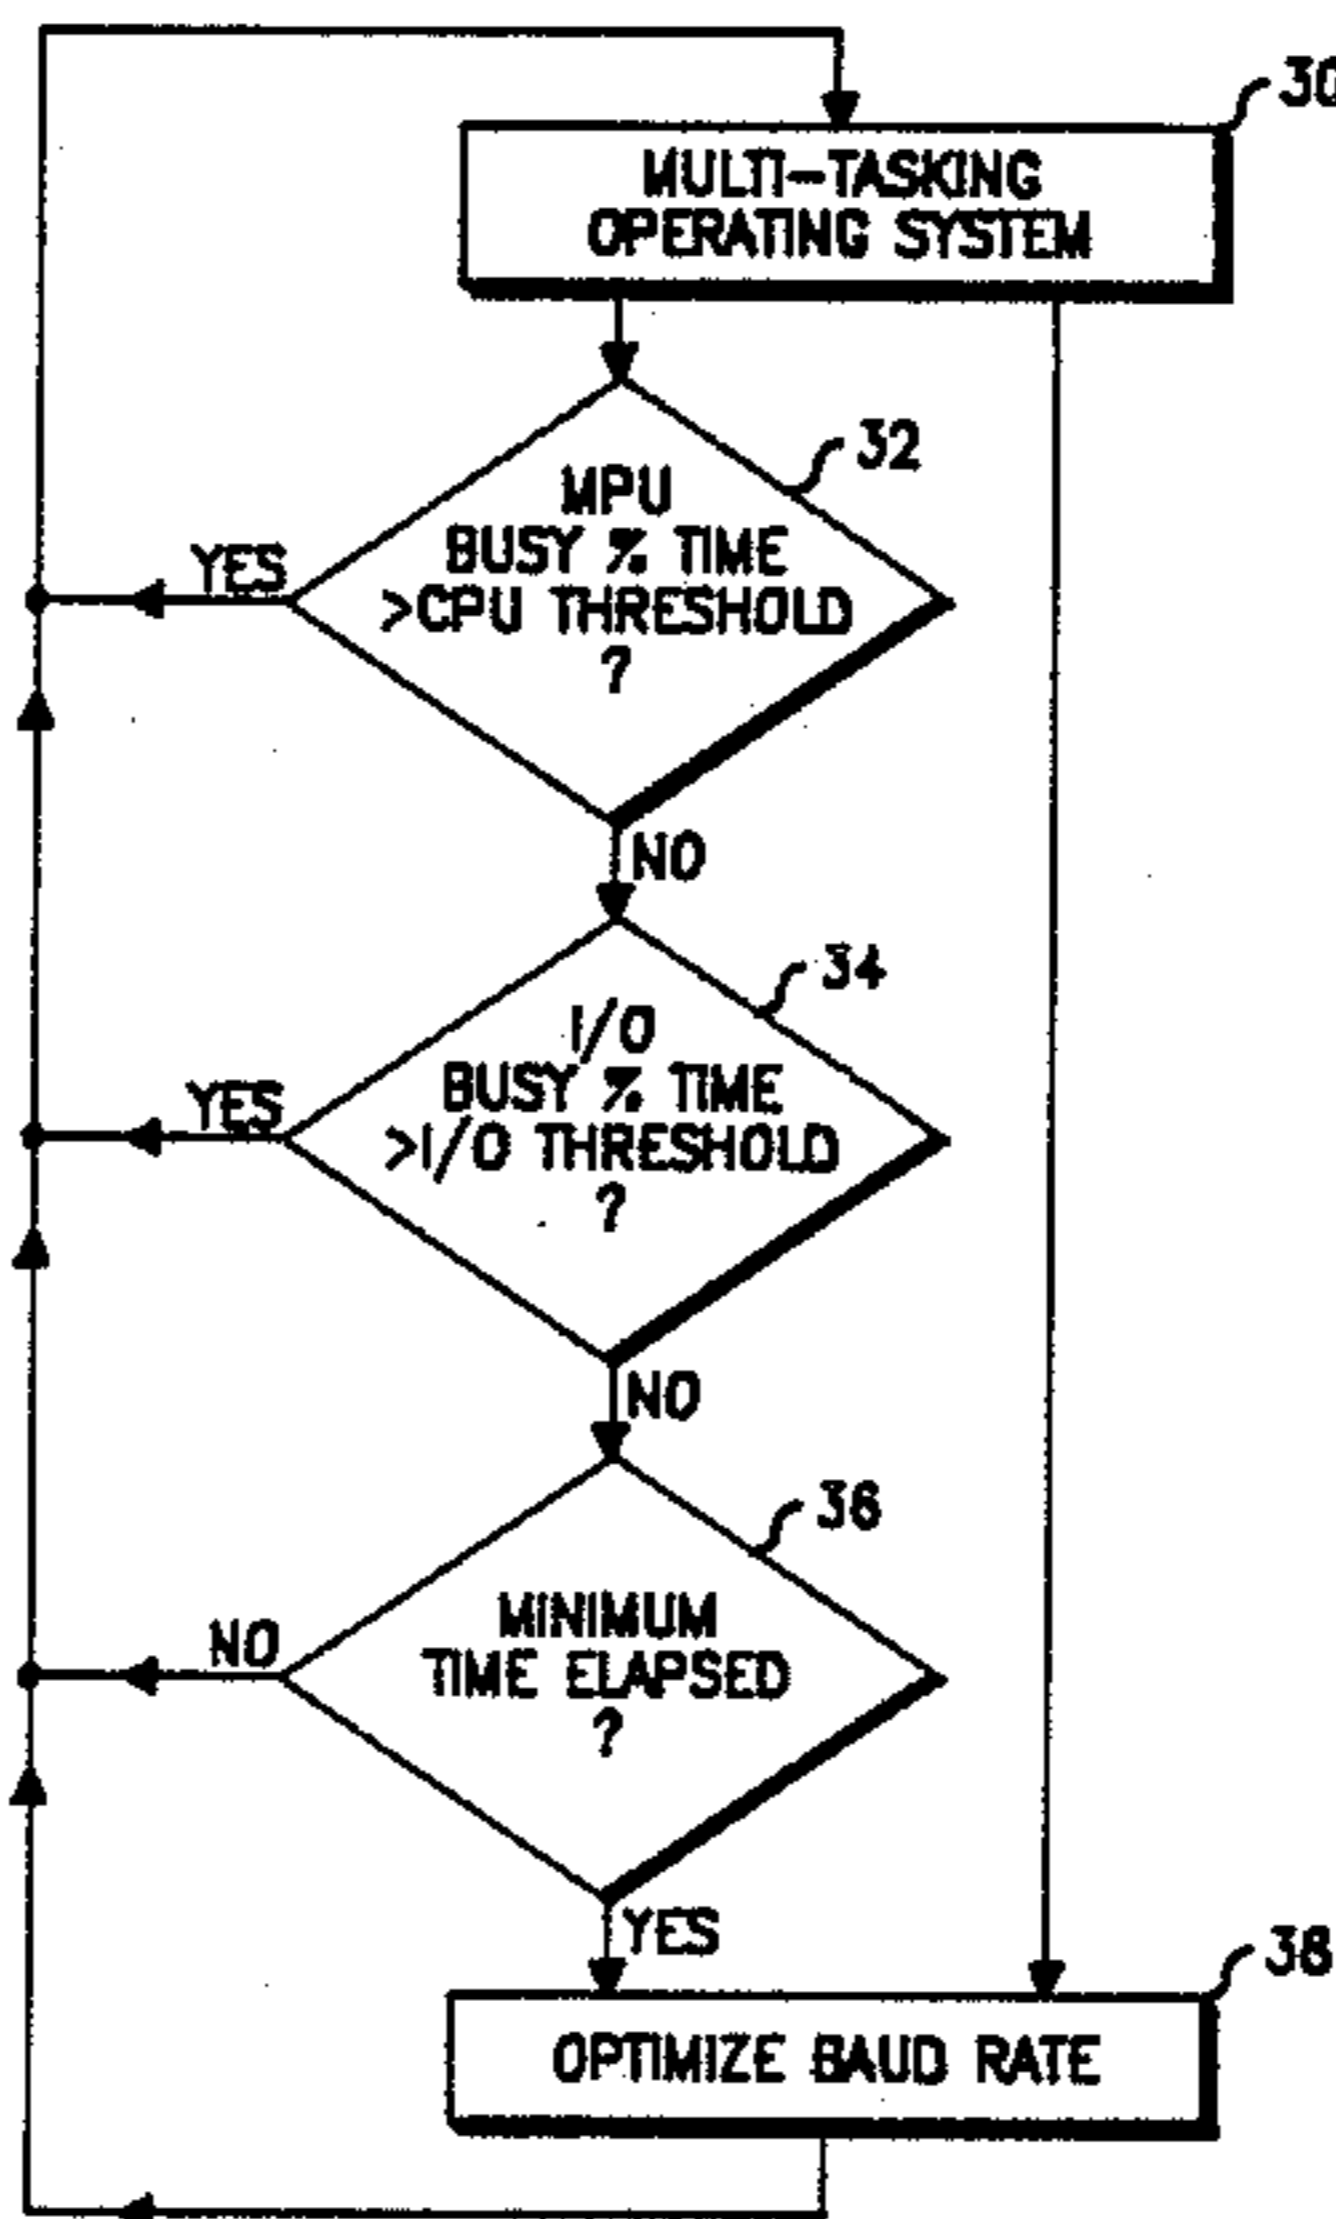 30
MULTI-TASKING
OPERATING SYSTEM
32
MPU
BUSY % TIME
>CPU THRESHOLD
?
YES
NO
34
I/O
BUSY % TIME
>I/O THRESHOLD
?
YES
NO
36
MINIMUM
TIME ELAPSED
?
NO
YES
38
OPTIMIZE BAUD RATE